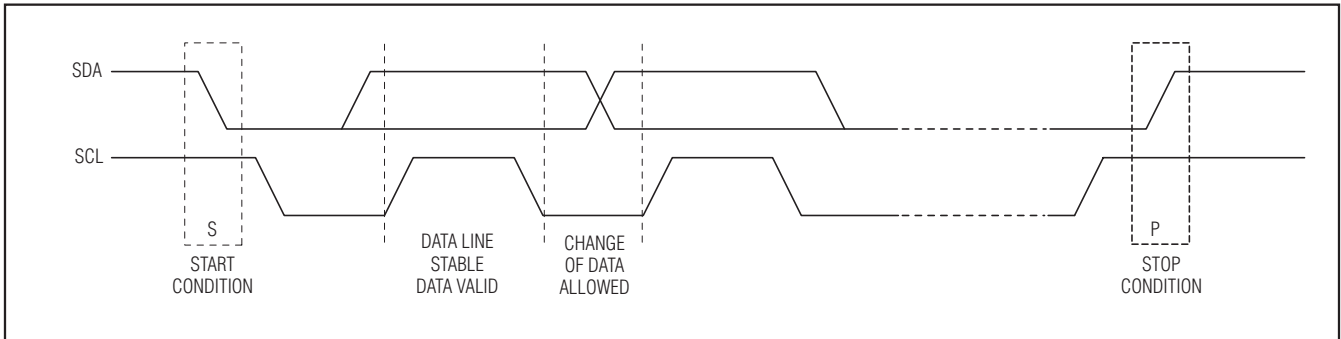 SDA
SCL
S
START
CONDITION
DATA LINE
STABLE
DATA VALID
CHANGE
OF DATA
ALLOWED
P
STOP
CONDITION